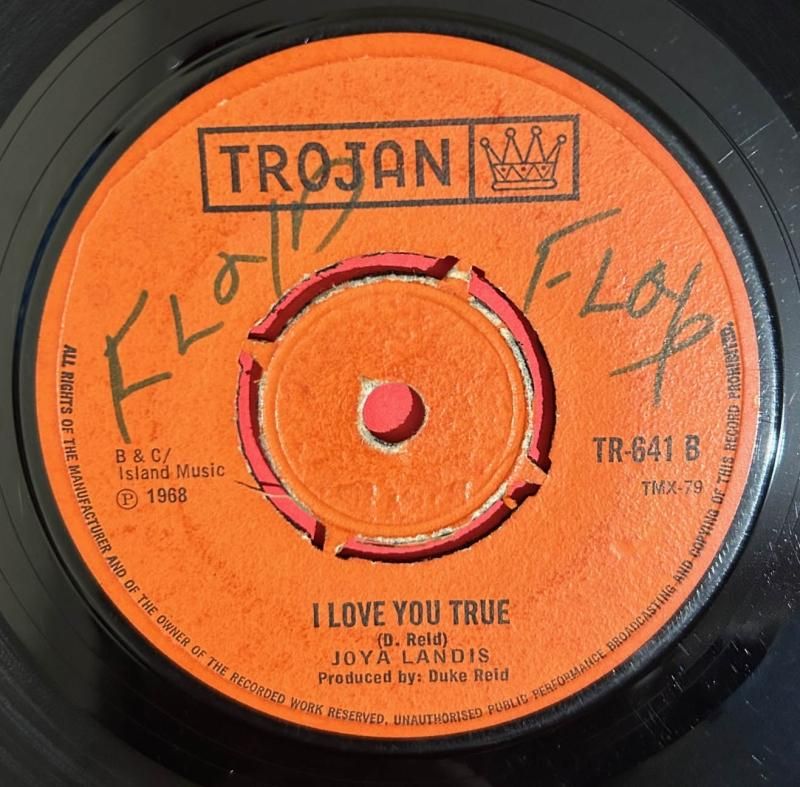 TROJAN
FLOYD
FLOY
B & C/
Island Music
Ⓟ 1968
TR-641 B
TMX-79
I LOVE YOU TRUE
(D. Reid)
JOYA LANDIS
Produced by: Duke Reid
ALL RIGHTS OF THE MANUFACTURER AND OF THE OWNER OF THE RECORDED WORK RESERVED. UNAUTHORISED PUBLIC PERFORMANCE BROADCASTING AND COPYING OF THIS RECORD PROHIBITED.